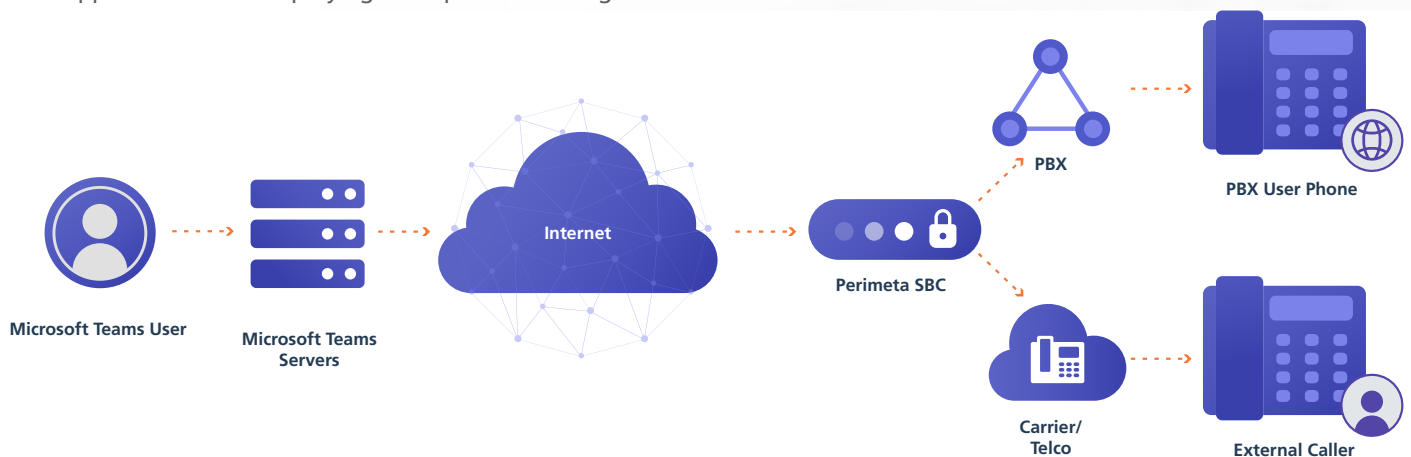 Internet
PBX
PBX User Phone
Perimeta SBC
Microsoft Teams User
Microsoft Teams
Servers
Carrier/
Telco
External Caller